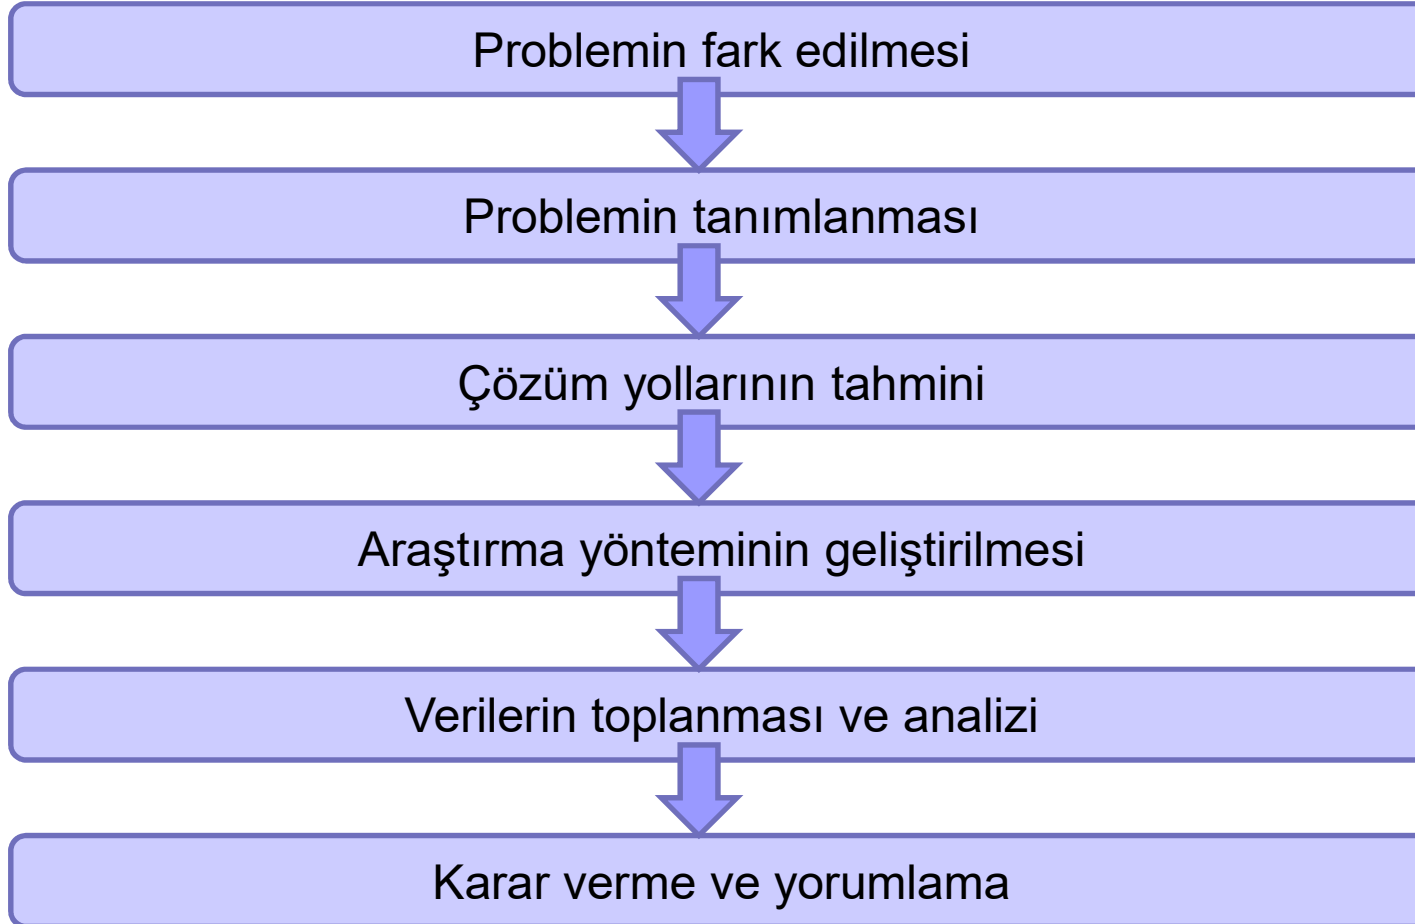 Problemin fark edilmesi
Problemin tanımlanması
Çözüm yollarının tahmini
Araştırma yönteminin geliştirilmesi
Verilerin toplanması ve analizi
Karar verme ve yorumlama